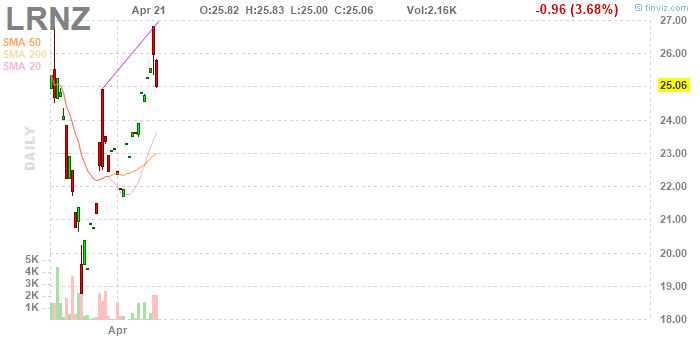 LRNZ Apr 21 O:25.82 H:25.83 L:25.00 C:25.06 Vol:2.16K -0.96 (3.68%) © finviz.com
SMA 50
SMA 200
SMA 20
DAILY
27.00
26.00
25.06
24.00
23.00
22.00
21.00
20.00
19.00
18.00
5K
4K
3K
2K
1K
Apr